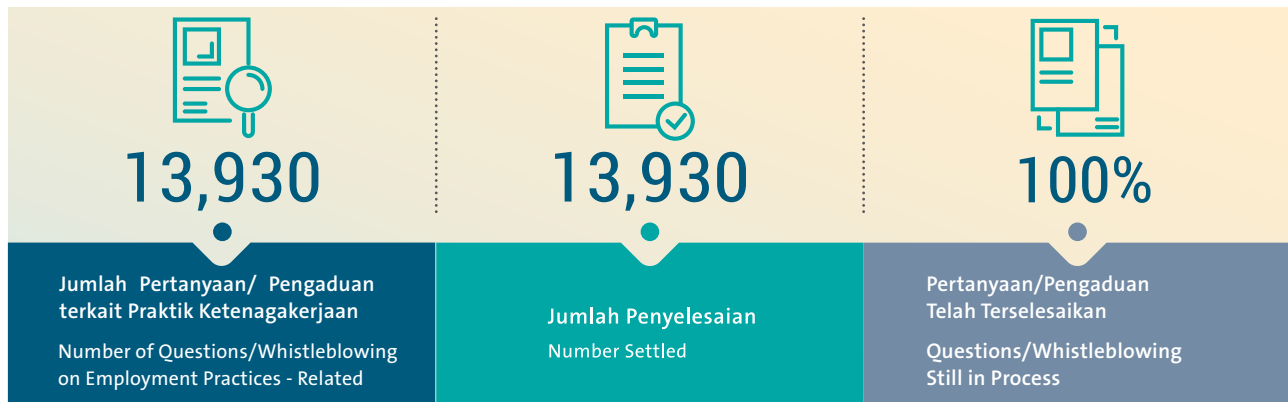 13,930
Jumlah Pertanyaan/ Pengaduan
terkait Praktik Ketenagakerjaan
Number of Questions/Whistleblowing
on Employment Practices - Related
13,930
Jumlah Penyelesaian
Number Settled
100%
Pertanyaan/Pengaduan
Telah Terselesaikan
Questions/Whistleblowing
Still in Process